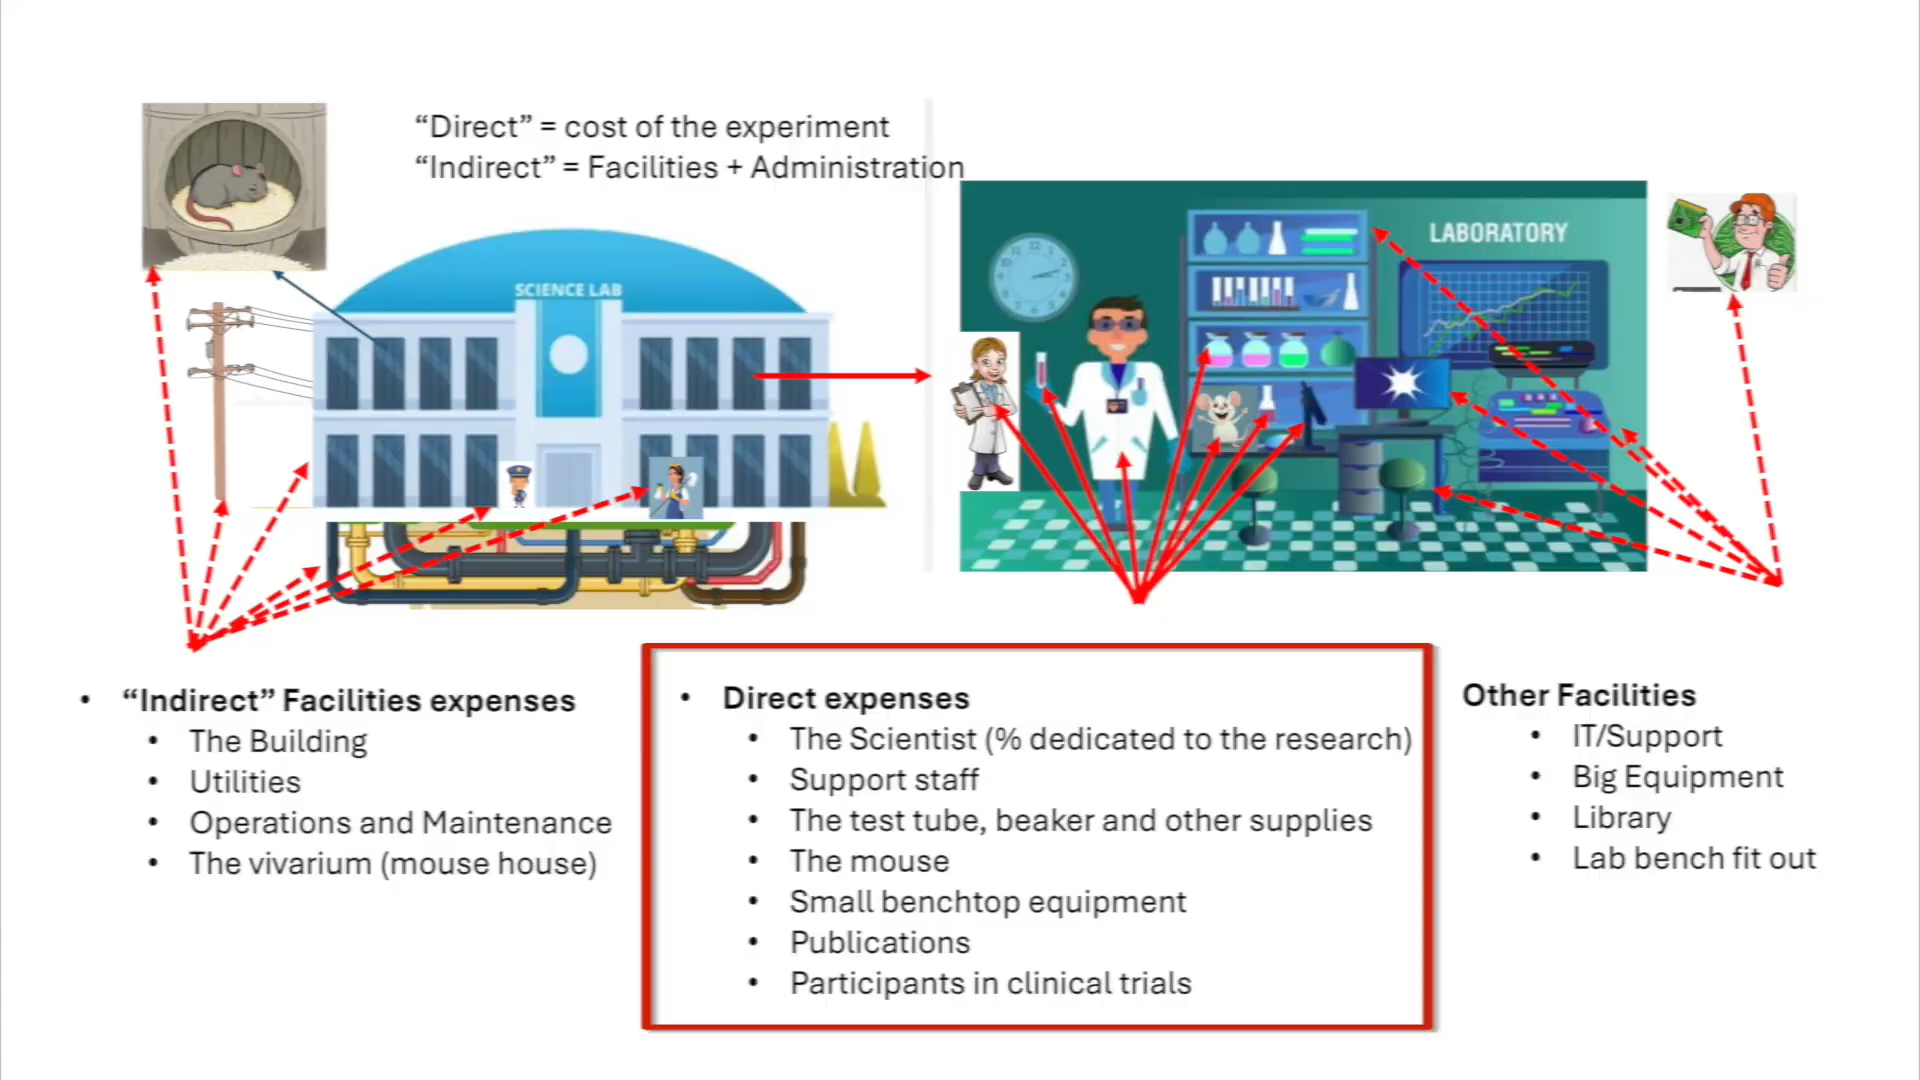 “Direct” = cost of the experiment
“Indirect” = Facilities + Administration
SCIENCE LAB
LABORATORY
• “Indirect” Facilities expenses
• The Building
• Utilities
• Operations and Maintenance
• The vivarium (mouse house)
• Direct expenses
• The Scientist (% dedicated to the research)
• Support staff
• The test tube, beaker and other supplies
• The mouse
• Small benchtop equipment
• Publications
• Participants in clinical trials
Other Facilities
• IT/Support
• Big Equipment
• Library
• Lab bench fit out